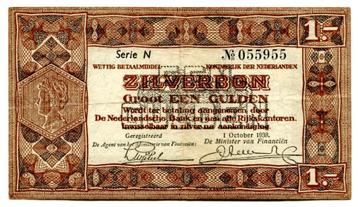 1.-
Serie N
№ 055955
WETTIG BETAALMIDDEL
KONINKRIJK DER NEDERLANDEN
ZILVERBON
Groot EEN GULDEN
Wordt ter betaling aangenomen door
De Nederlandsche Bank en aan alle Rijkskantoren.
Inwisselbaar in zilver na aankondiging.
Geregistreerd
1 October 1938.
De Agent van het Ministerie van Financiën:
De Minister van Financiën
1.-